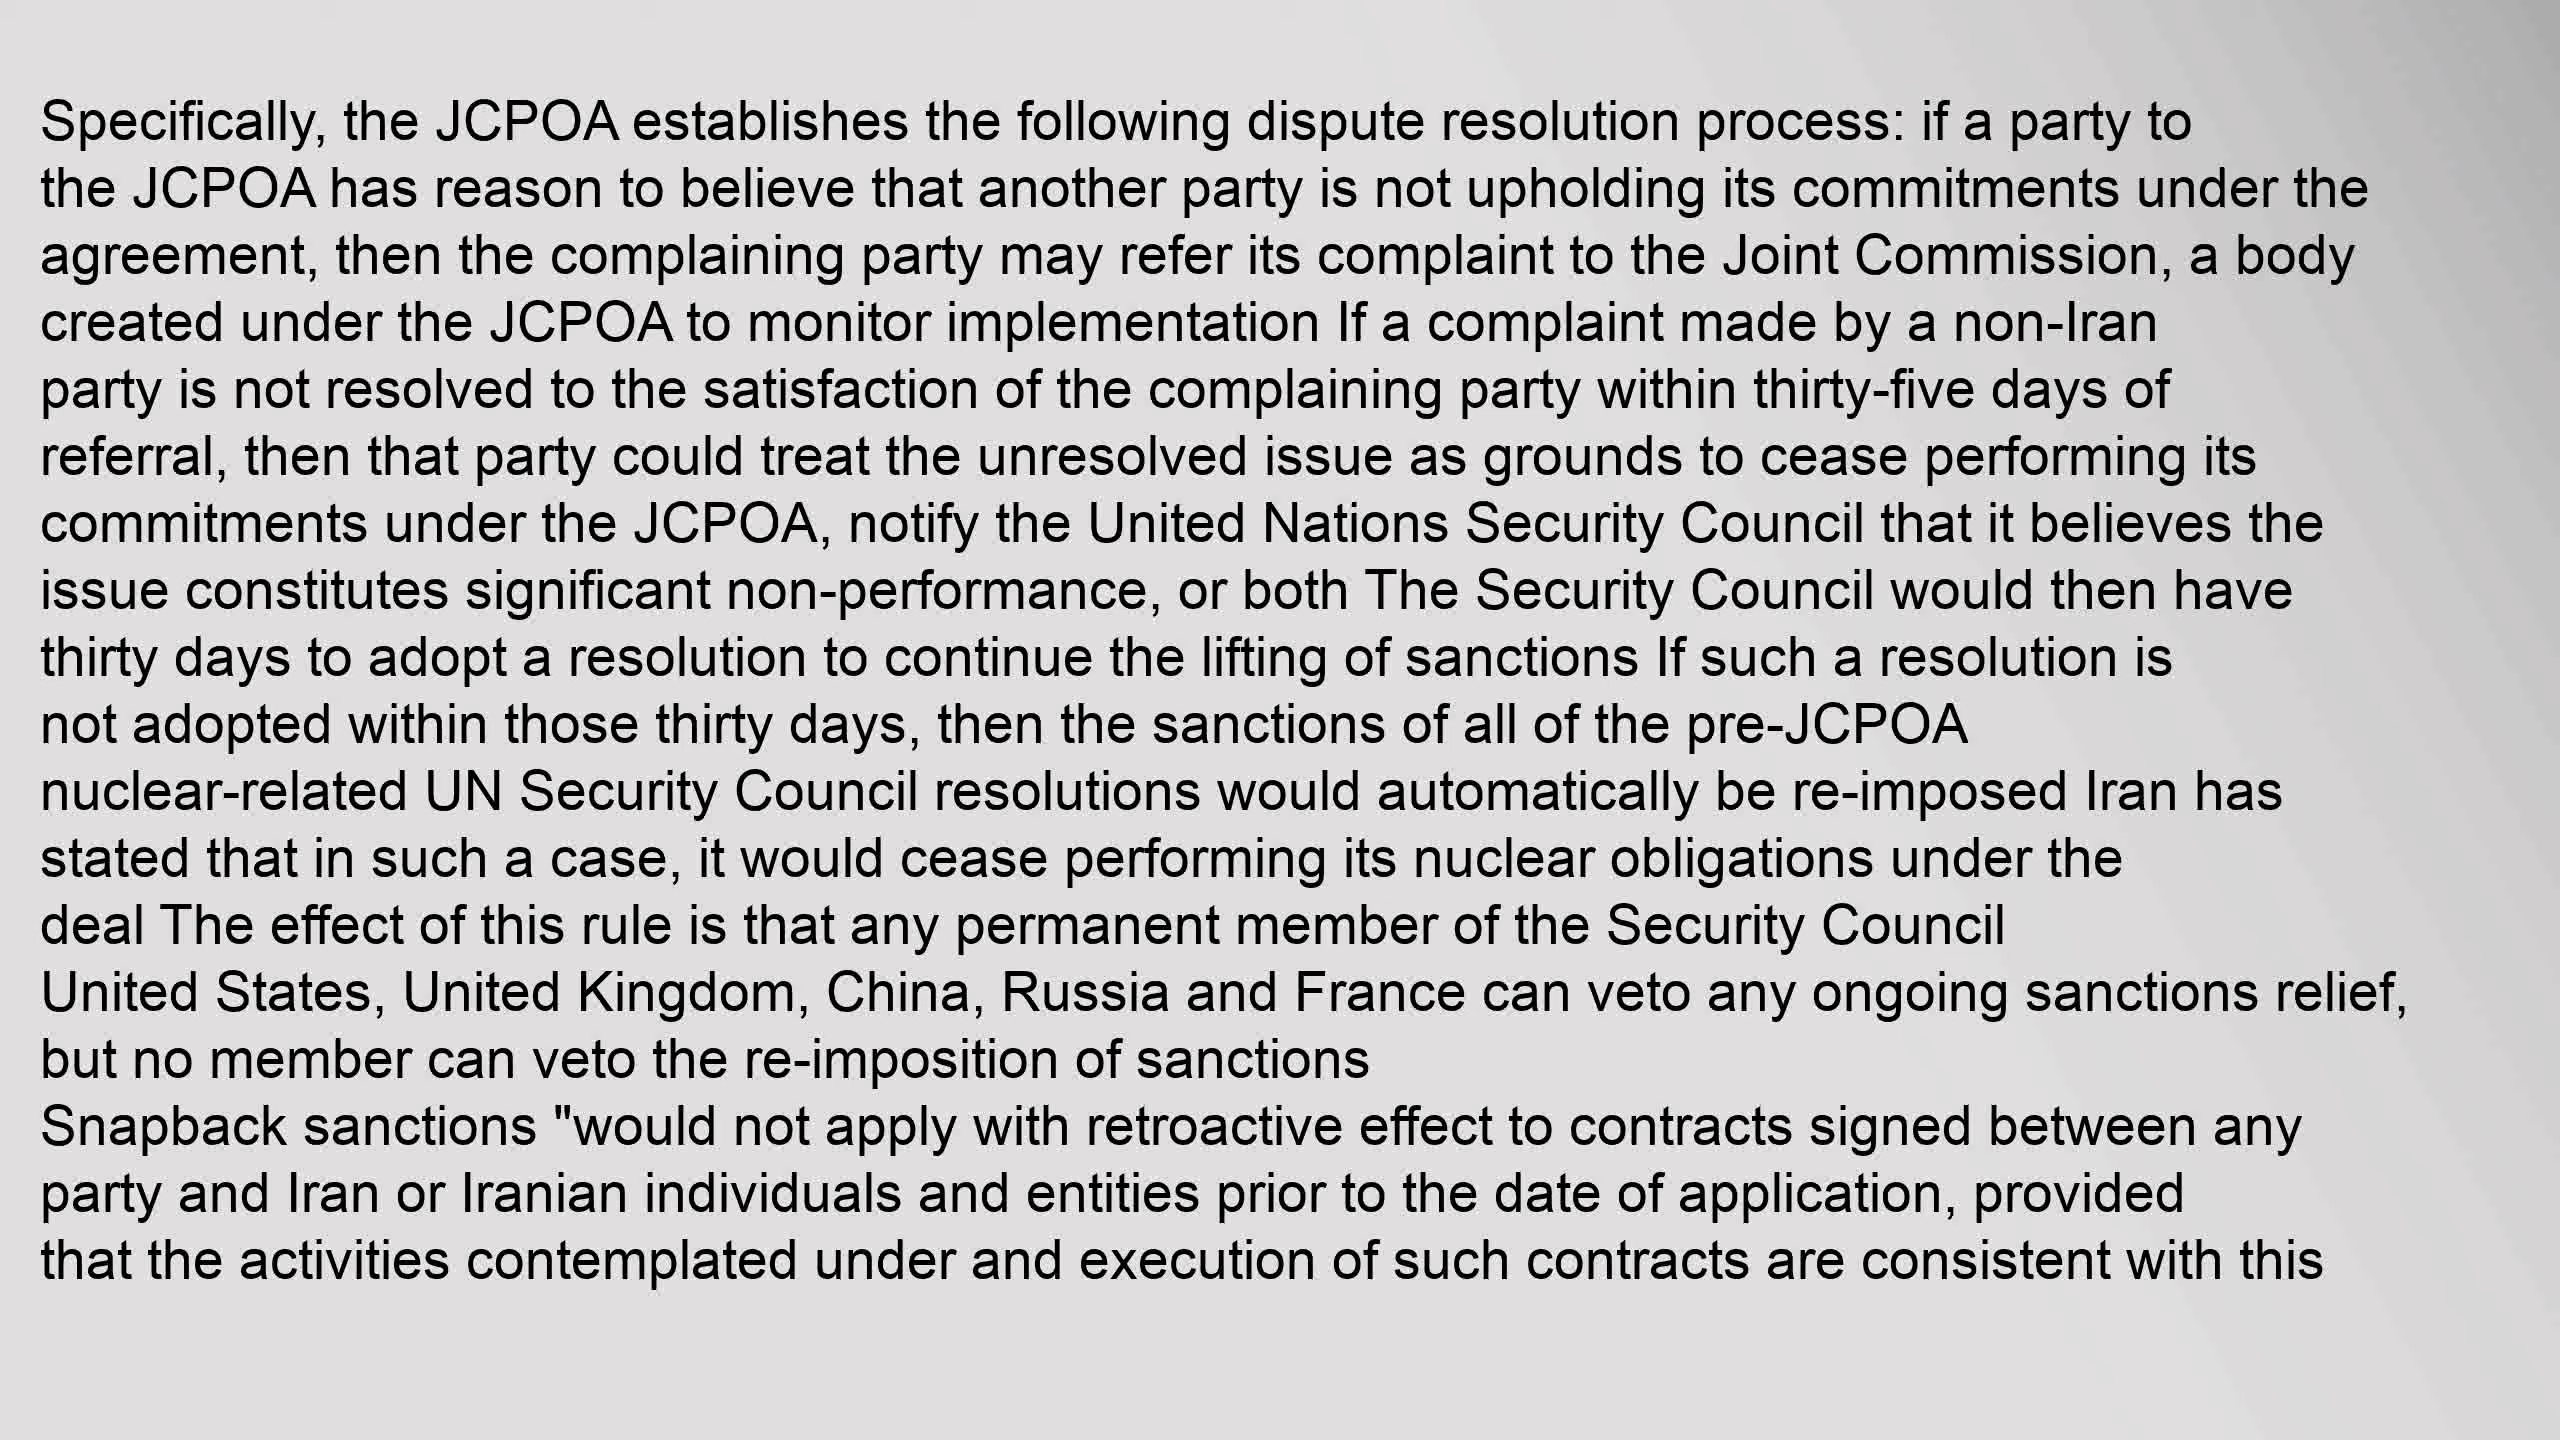 Specifically, the JCPOA establishes the following dispute resolution process: if a party to
the JCPOA has reason to believe that another party is not upholding its commitments under the
agreement, then the complaining party may refer its complaint to the Joint Commission, a body
created under the JCPOA to monitor implementation If a complaint made by a non-Iran
party is not resolved to the satisfaction of the complaining party within thirty-five days of
referral, then that party could treat the unresolved issue as grounds to cease performing its
commitments under the JCPOA, notify the United Nations Security Council that it believes the
issue constitutes significant non-performance, or both The Security Council would then have
thirty days to adopt a resolution to continue the lifting of sanctions If such a resolution is
not adopted within those thirty days, then the sanctions of all of the pre-JCPOA
nuclear-related UN Security Council resolutions would automatically be re-imposed Iran has
stated that in such a case, it would cease performing its nuclear obligations under the
deal The effect of this rule is that any permanent member of the Security Council
United States, United Kingdom, China, Russia and France can veto any ongoing sanctions relief,
but no member can veto the re-imposition of sanctions
Snapback sanctions "would not apply with retroactive effect to contracts signed between any
party and Iran or Iranian individuals and entities prior to the date of application, provided
that the activities contemplated under and execution of such contracts are consistent with this